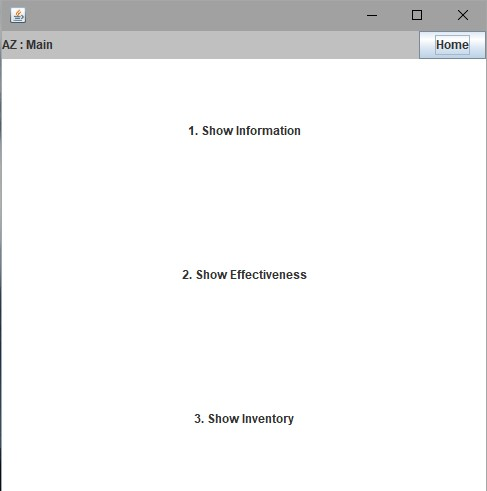 AZ : Main
Home
1. Show Information
2. Show Effectiveness
3. Show Inventory